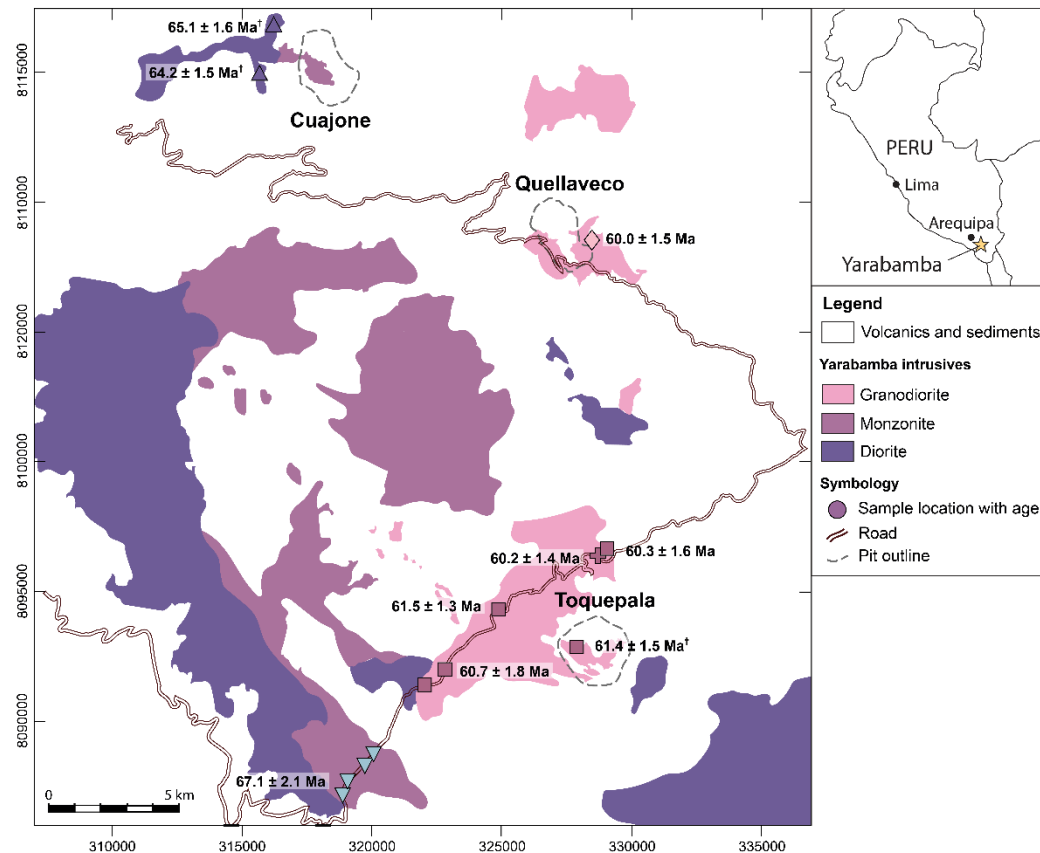 65.1 ± 1.6 Ma†
64.2 ± 1.5 Ma†
Cuajone
Quellaveco
60.0 ± 1.5 Ma
60.2 ± 1.4 Ma
60.3 ± 1.6 Ma
61.5 ± 1.3 Ma
Toquepala
61.4 ± 1.5 Ma†
60.7 ± 1.8 Ma
67.1 ± 2.1 Ma
0 5 km
8115000
8110000
8120000
8100000
8095000
8090000
310000 315000 320000 325000 330000 335000
PERU
Lima
Arequipa
Yarabamba
Legend
Volcanics and sediments
Yarabamba intrusives
Granodiorite
Monzonite
Diorite
Symbology
Sample location with age
Road
Pit outline